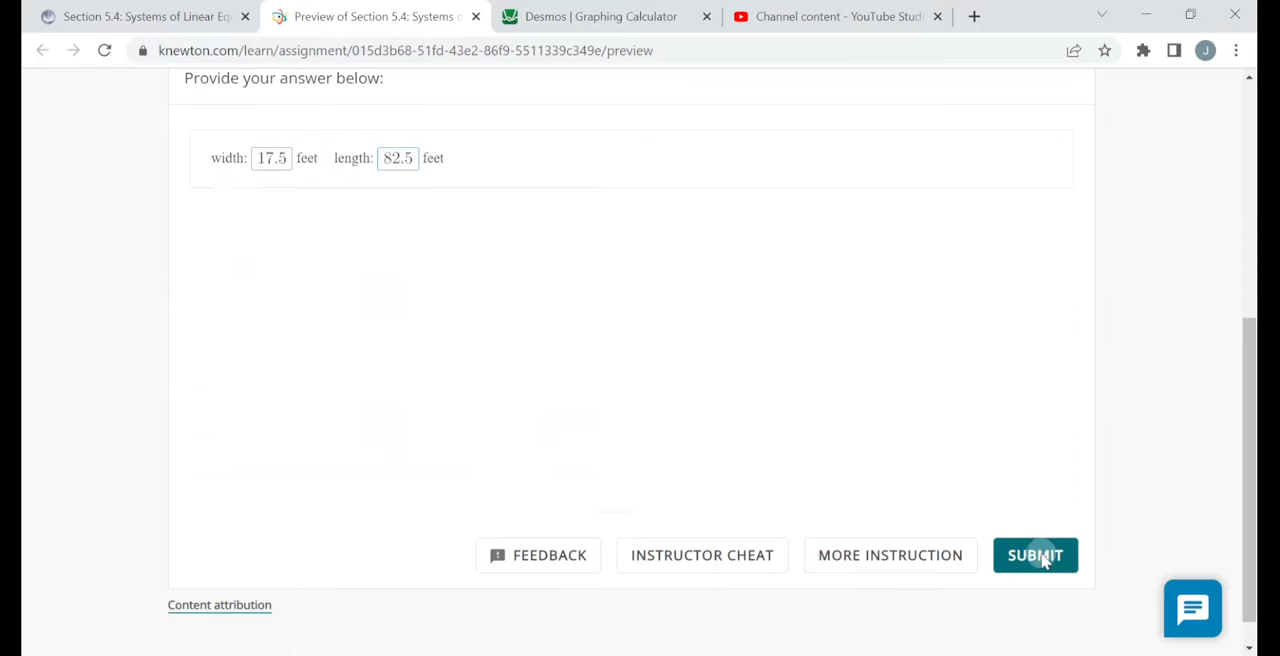 Section 5.4: Systems of Linear Eq
Preview of Section 5.4: Systems o
Desmos | Graphing Calculator
Channel content - YouTube Studi
knewton.com/learn/assignment/015d3b68-51fd-43e2-86f9-5511339c349e/preview
J
Provide your answer below:
width: 17.5 feet length: 82.5 feet
FEEDBACK
INSTRUCTOR CHEAT
MORE INSTRUCTION
SUBMIT
Content attribution